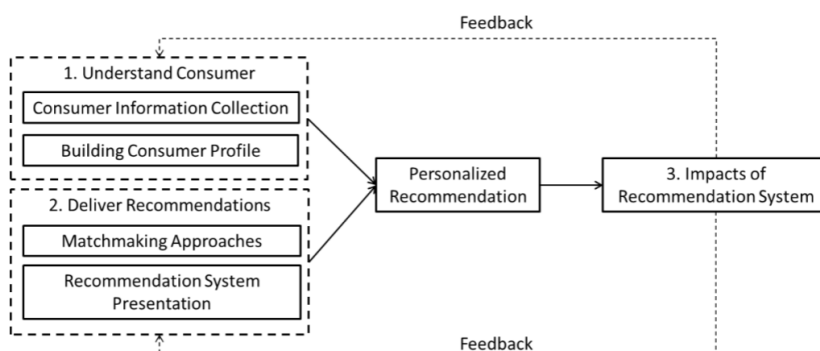 Feedback
1. Understand Consumer
Consumer Information Collection
Building Consumer Profile
2. Deliver Recommendations
Matchmaking Approaches
Recommendation System
Presentation
Personalized
Recommendation
3. Impacts of
Recommendation System
Feedback